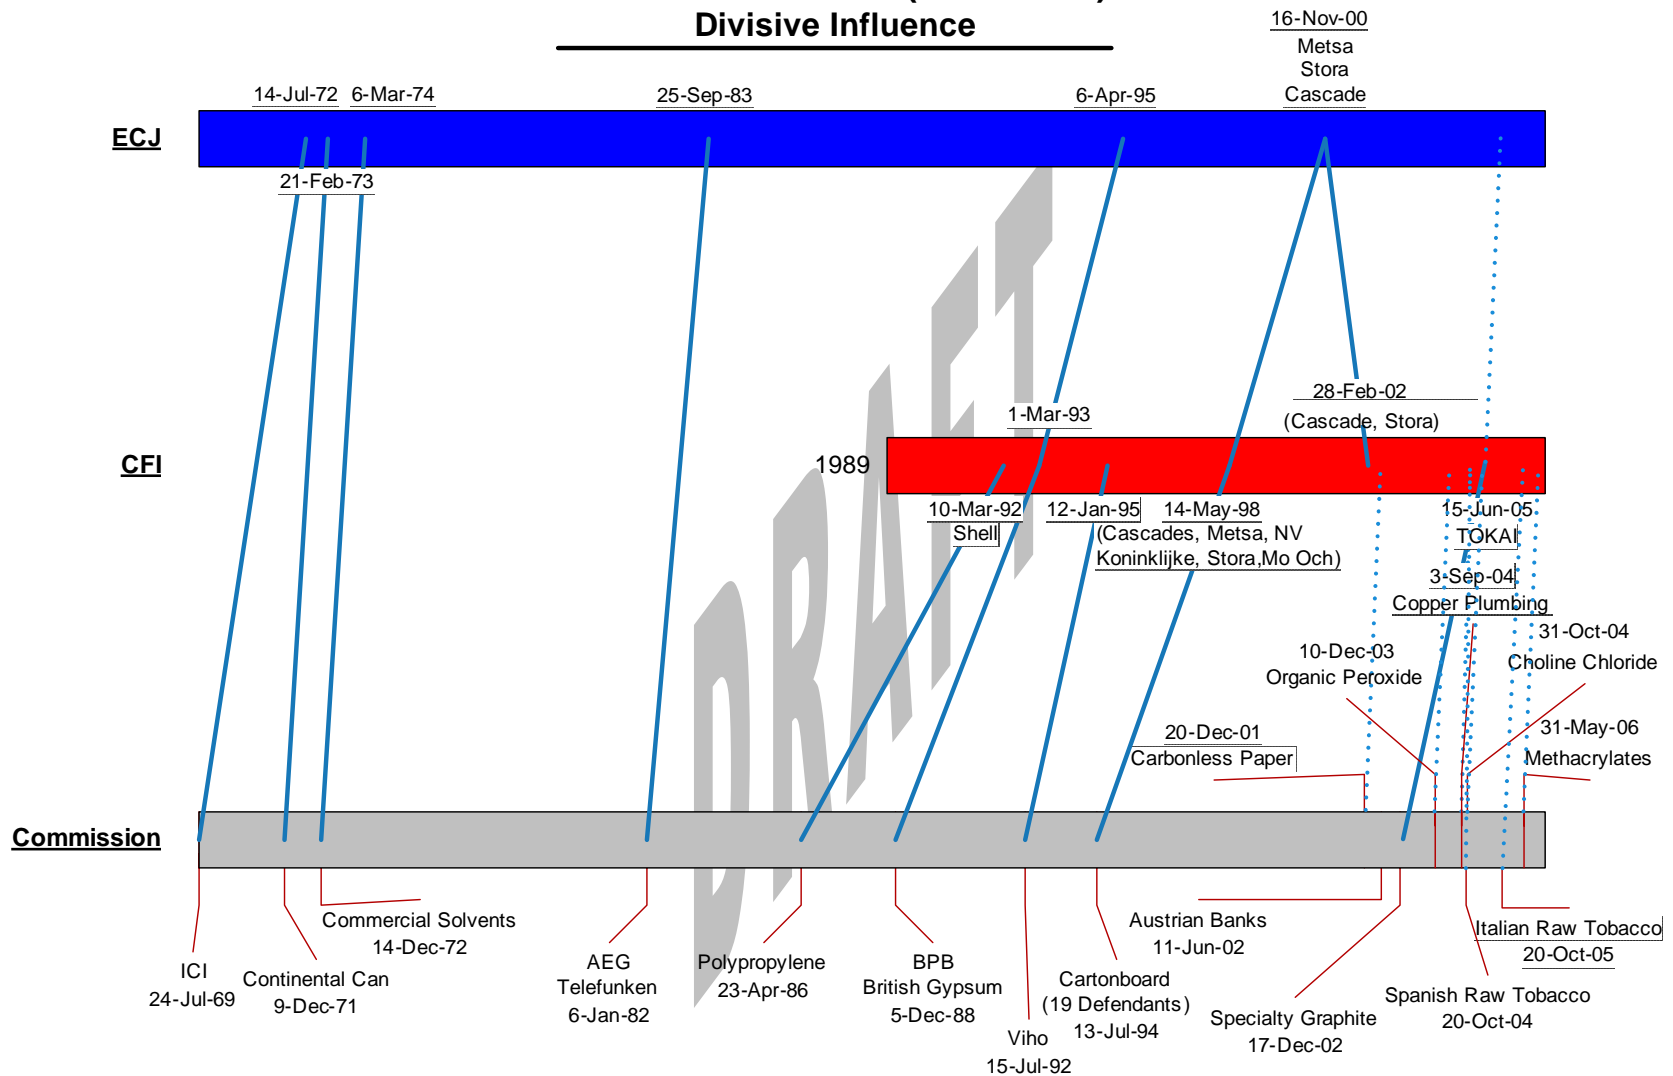 Divisive Influence
16-Nov-00
Metsa
Stora
Cascade
14-Jul-72
6-Mar-74
25-Sep-83
6-Apr-95
ECJ
21-Feb-73
28-Feb-02
(Cascade, Stora)
1-Mar-93
CFI
1989
10-Mar-92
Shell
12-Jan-95
14-May-98
(Cascades, Metsa, NV
Koninklijke, Stora,Mo Och)
15-Jun-05
TOKAI
3-Sep-04
Copper Plumbing
31-Oct-04
Choline Chloride
10-Dec-03
Organic Peroxide
31-May-06
Methacrylates
20-Dec-01
Carbonless Paper
DRAFT
Commission
ICI
24-Jul-69
Continental Can
9-Dec-71
Commercial Solvents
14-Dec-72
AEG
Telefunken
6-Jan-82
Polypropylene
23-Apr-86
BPB
British Gypsum
5-Dec-88
Viho
15-Jul-92
Cartonboard
(19 Defendants)
13-Jul-94
Austrian Banks
11-Jun-02
Specialty Graphite
17-Dec-02
Spanish Raw Tobacco
20-Oct-04
Italian Raw Tobacco
20-Oct-05